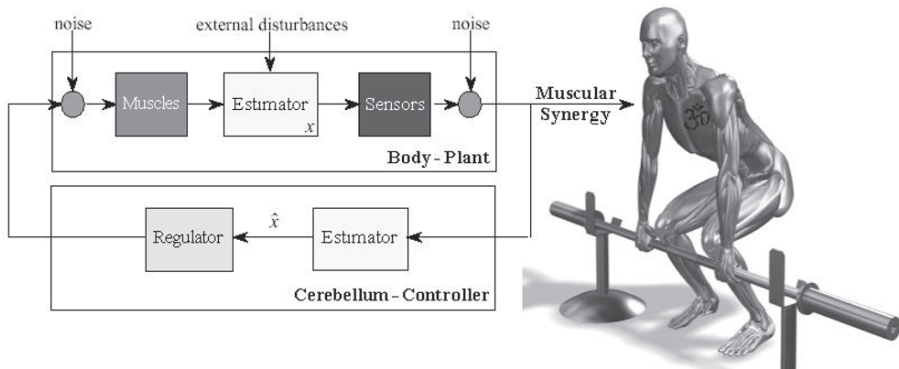 noise
external disturbances
noise
Muscles
Estimator
x
Sensors
Body - Plant
Muscular
Synergy
ॐ
Regulator
x̂
Estimator
Cerebellum - Controller